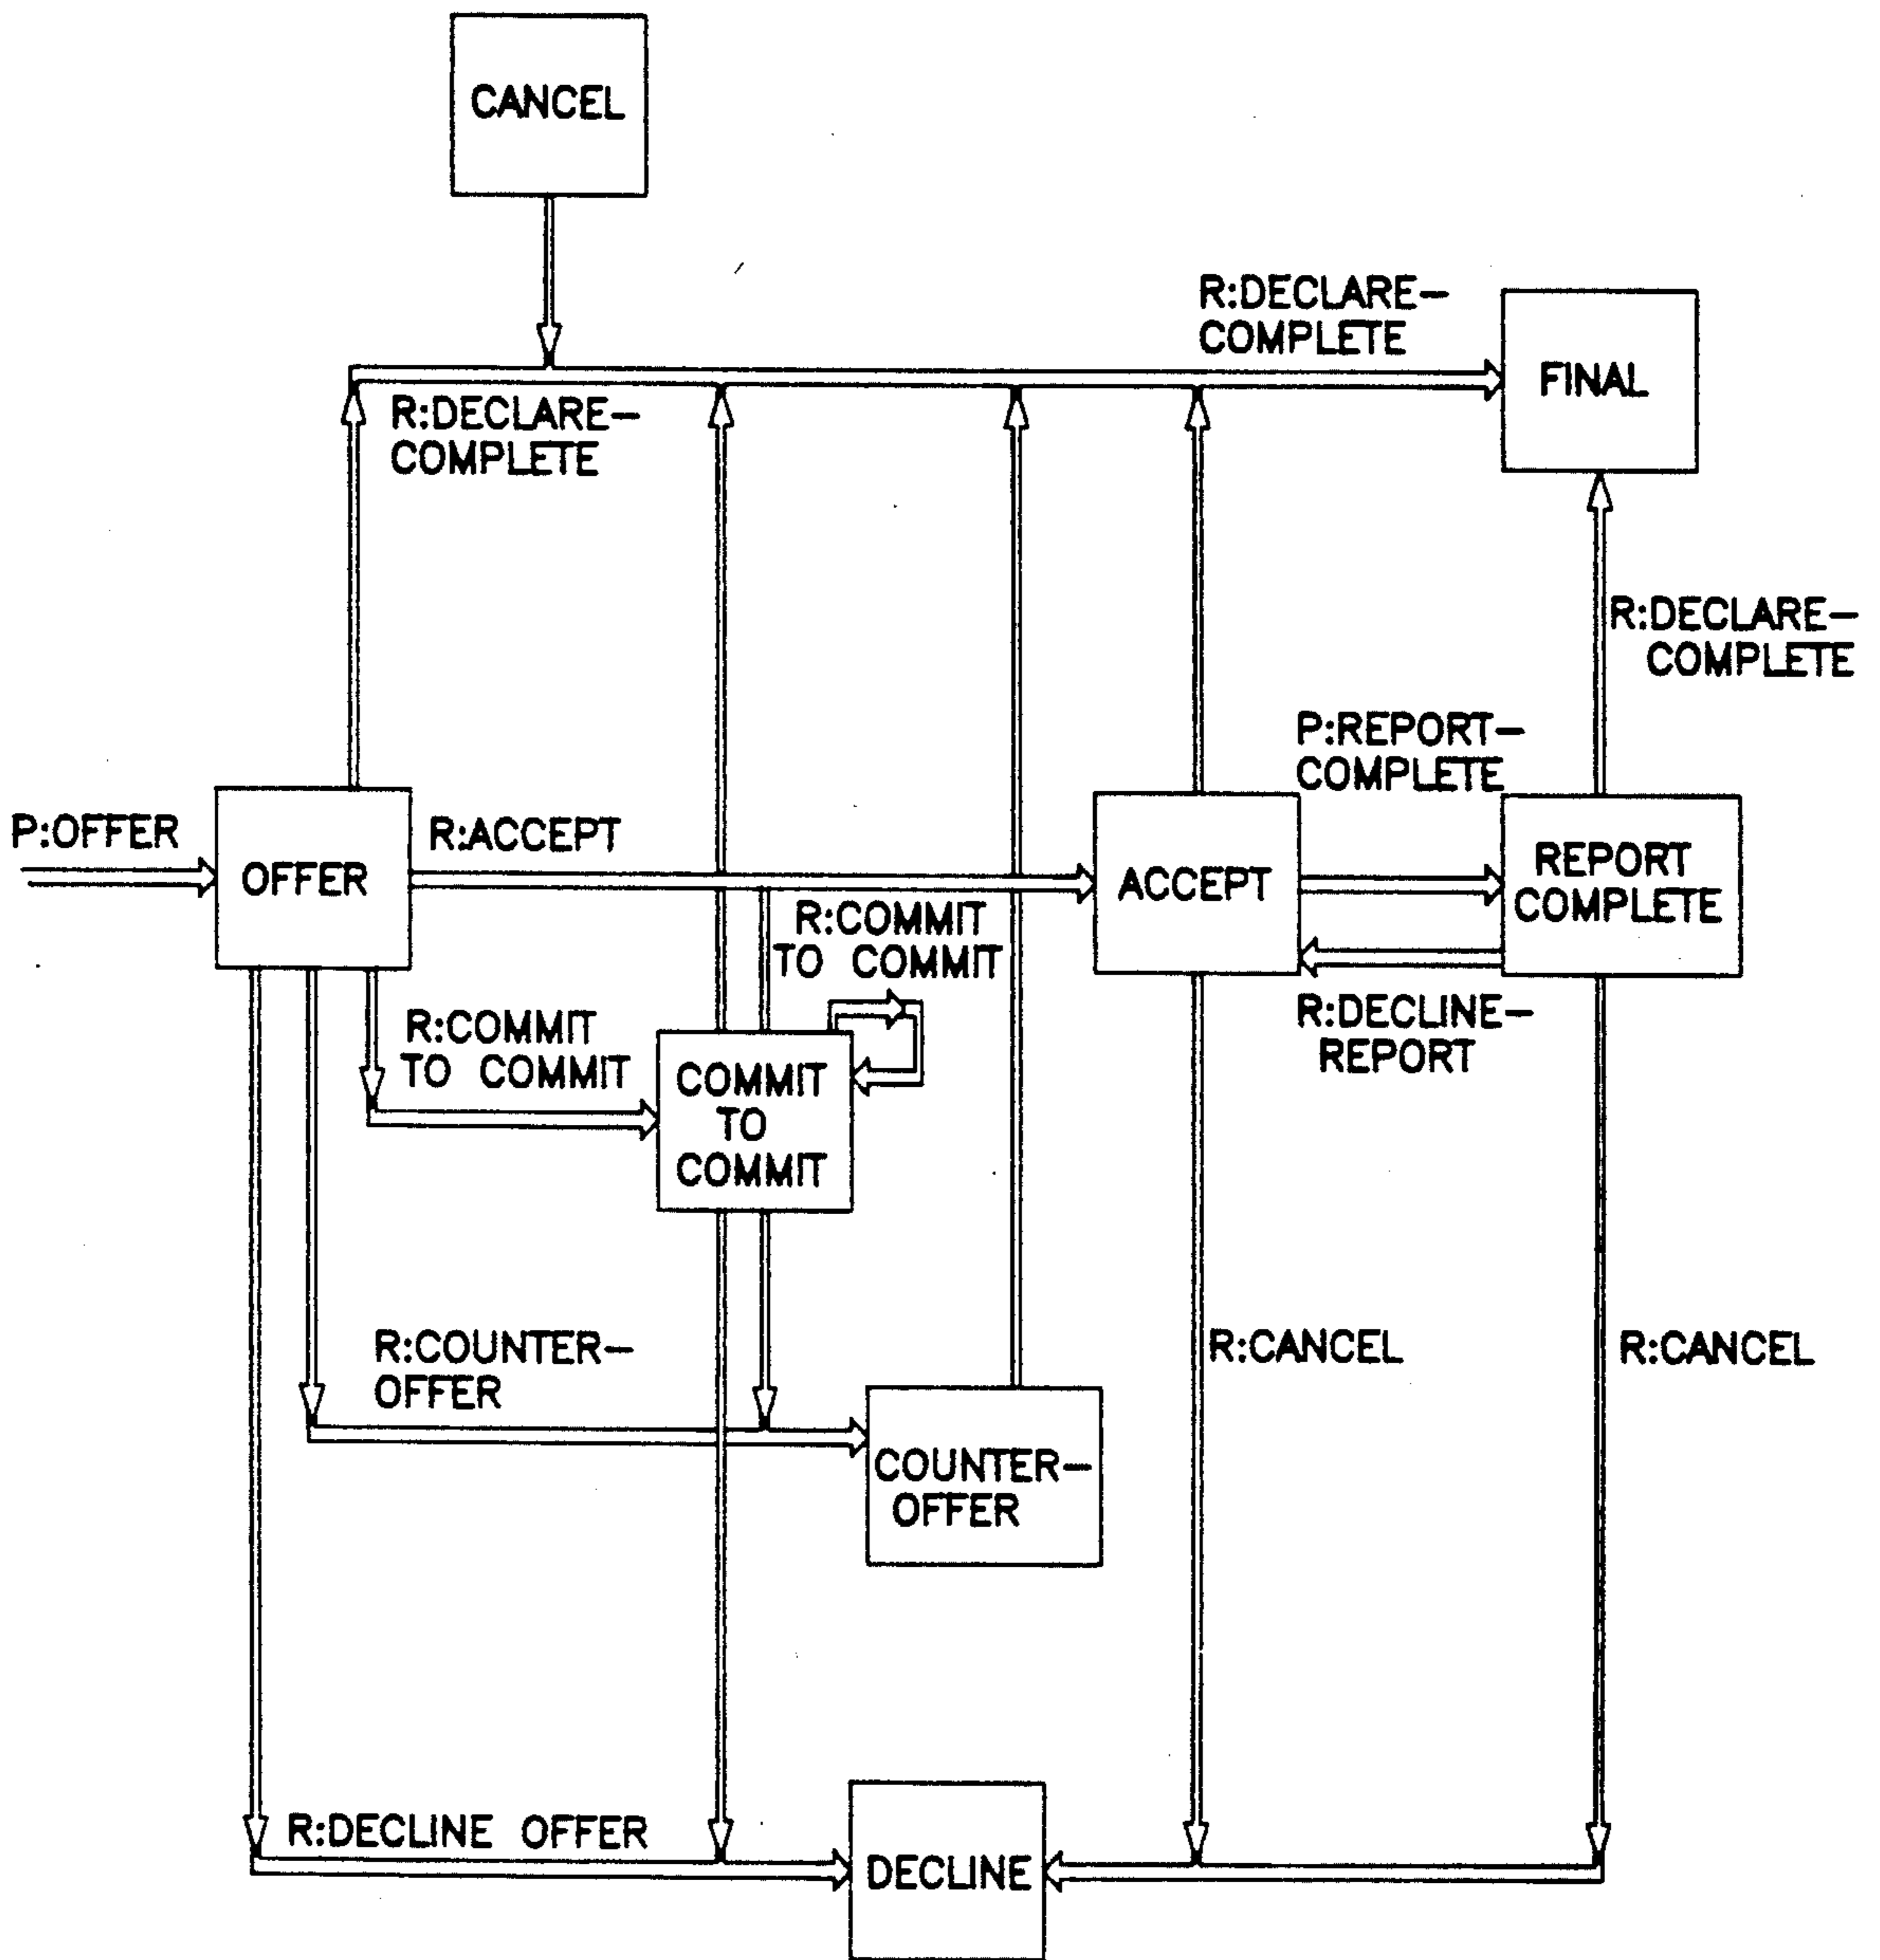 CANCEL
R:DECLARE-
COMPLETE
FINAL
R:DECLARE-
COMPLETE
R:DECLARE-
COMPLETE
P:REPORT-
COMPLETE
P:OFFER
OFFER
R:ACCEPT
ACCEPT
REPORT
COMPLETE
R:COMMIT
TO COMMIT
R:DECLINE-
REPORT
R:COMMIT
TO COMMIT
COMMIT
TO
COMMIT
R:COUNTER-
OFFER
R:CANCEL
R:CANCEL
COUNTER-
OFFER
R:DECLINE OFFER
DECLINE